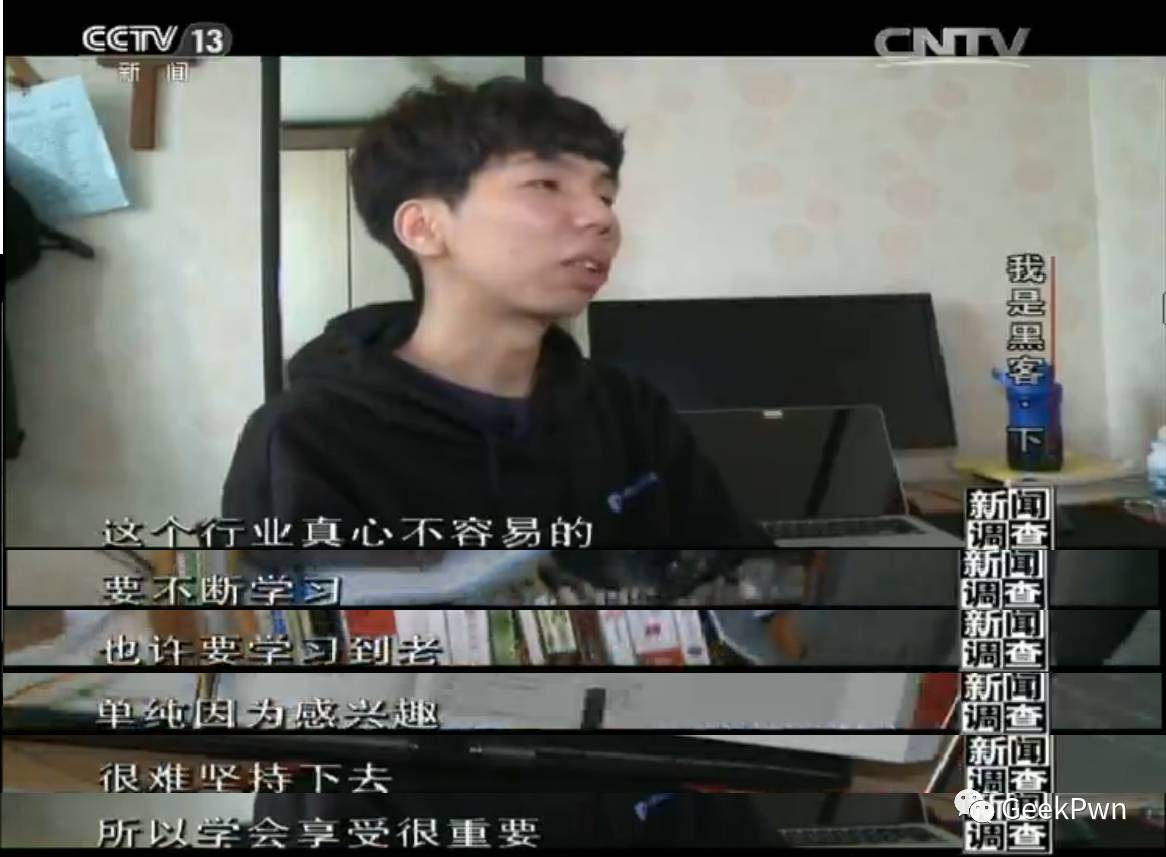 CCTV 13
新 闻
CNTV
我是黑客·下
这个行业真心不容易的
新闻
调查
要不断学习
新闻
调查
也许要学习到老
新闻
调查
单纯因为感兴趣
新闻
调查
很难坚持下去
新闻
调查
所以学会享受很重要
新闻
调查
GeekPwn